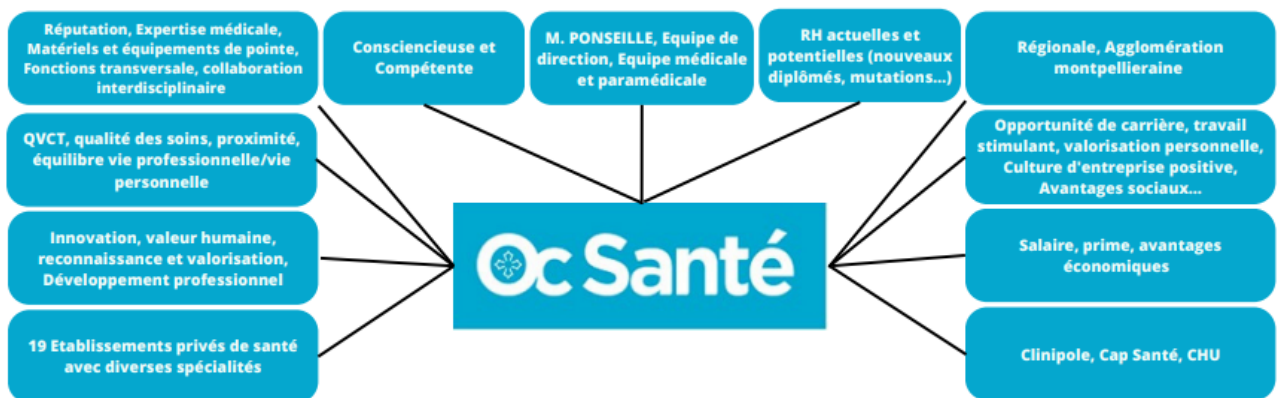 Réputation, Expertise médicale,
Matériels et équipements de pointe,
Fonctions transversale, collaboration
interdisciplinaire
Consciencieuse et
Compétente
M. PONSEILLE, Equipe de
direction, Equipe médicale
et paramédicale
RH actuelles et
potentielles (nouveaux
diplômés, mutations...)
Régionale, Agglomération
montpellieraine
QVCT, qualité des soins, proximité,
équilibre vie professionnelle/vie
personnelle
Opportunité de carrière, travail
stimulant, valorisation personnelle,
Culture d'entreprise positive,
Avantages sociaux...
Innovation, valeur humaine,
reconnaissance et valorisation,
Développement professionnel
Oc Santé
Salaire, prime, avantages
économiques
19 Etablissements privés de santé
avec diverses spécialités
Clinipole, Cap Santé, CHU